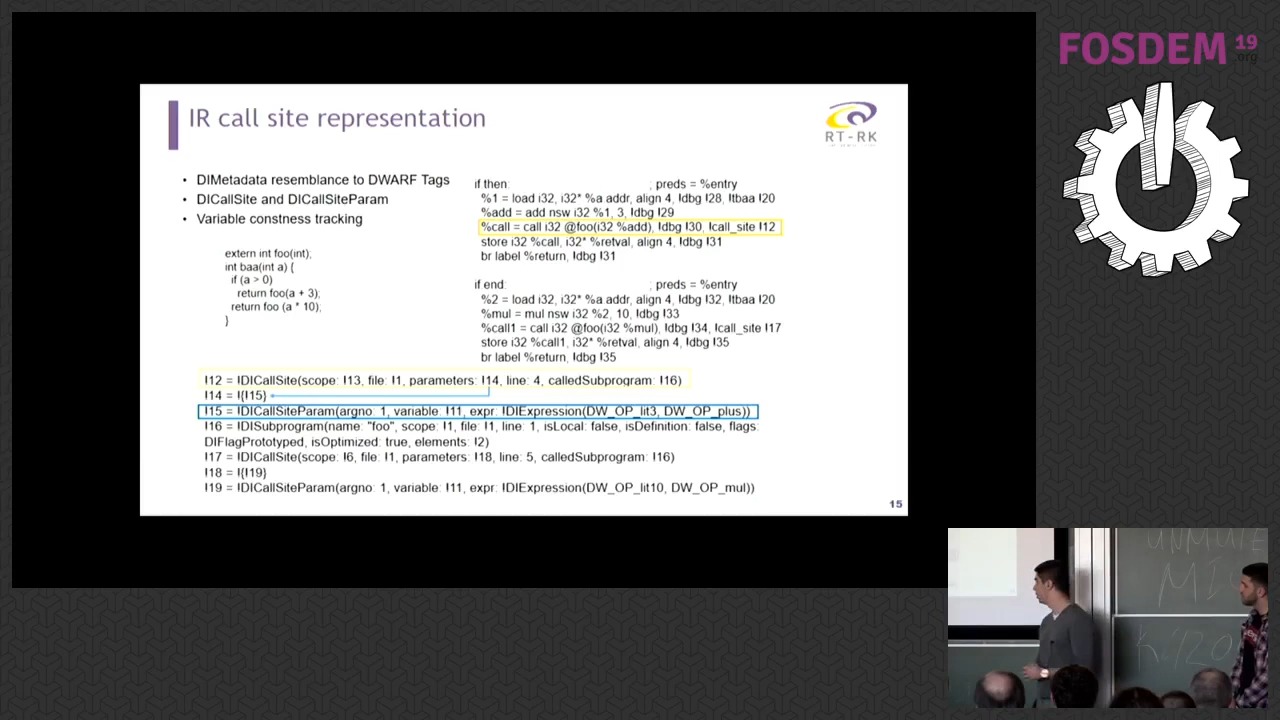 FOSDEM 19
.org
IR call site representation
RT-RK
• DIMetadata resemblance to DWARF Tags
• DICallSite and DICallSiteParam
• Variable constness tracking
extern int foo(int);
int baa(int a) {
if (a > 0)
return foo(a + 3);
return foo (a * 10);
}
if.then: ; preds = %entry
%1 = load i32, i32* %a.addr, align 4, !dbg !28, !tbaa !20
%add = add nsw i32 %1, 3, !dbg !29
%call = call i32 @foo(i32 %add), !dbg !30, !call_site !12
store i32 %call, i32* %retval, align 4, !dbg !31
br label %return, !dbg !31
if.end: ; preds = %entry
%2 = load i32, i32* %a.addr, align 4, !dbg !32, !tbaa !20
%mul = mul nsw i32 %2, 10, !dbg !33
%call1 = call i32 @foo(i32 %mul), !dbg !34, !call_site !17
store i32 %call1, i32* %retval, align 4, !dbg !35
br label %return, !dbg !35
!12 = !DICallSite(scope: !13, file: !1, parameters: !14, line: 4, calledSubprogram: !16)
!14 = !{!15}
!15 = !DICallSiteParam(argno: 1, variable: !11, expr: !DIExpression(DW_OP_lit3, DW_OP_plus))
!16 = !DISubprogram(name: "foo", scope: !1, file: !1, line: 1, isLocal: false, isDefinition: false, flags:
DIFlagPrototyped, isOptimized: true, elements: !2)
!17 = !DICallSite(scope: !6, file: !1, parameters: !18, line: 5, calledSubprogram: !16)
!18 = !{!19}
!19 = !DICallSiteParam(argno: 1, variable: !11, expr: !DIExpression(DW_OP_lit10, DW_OP_mul))
15
UNMUTE